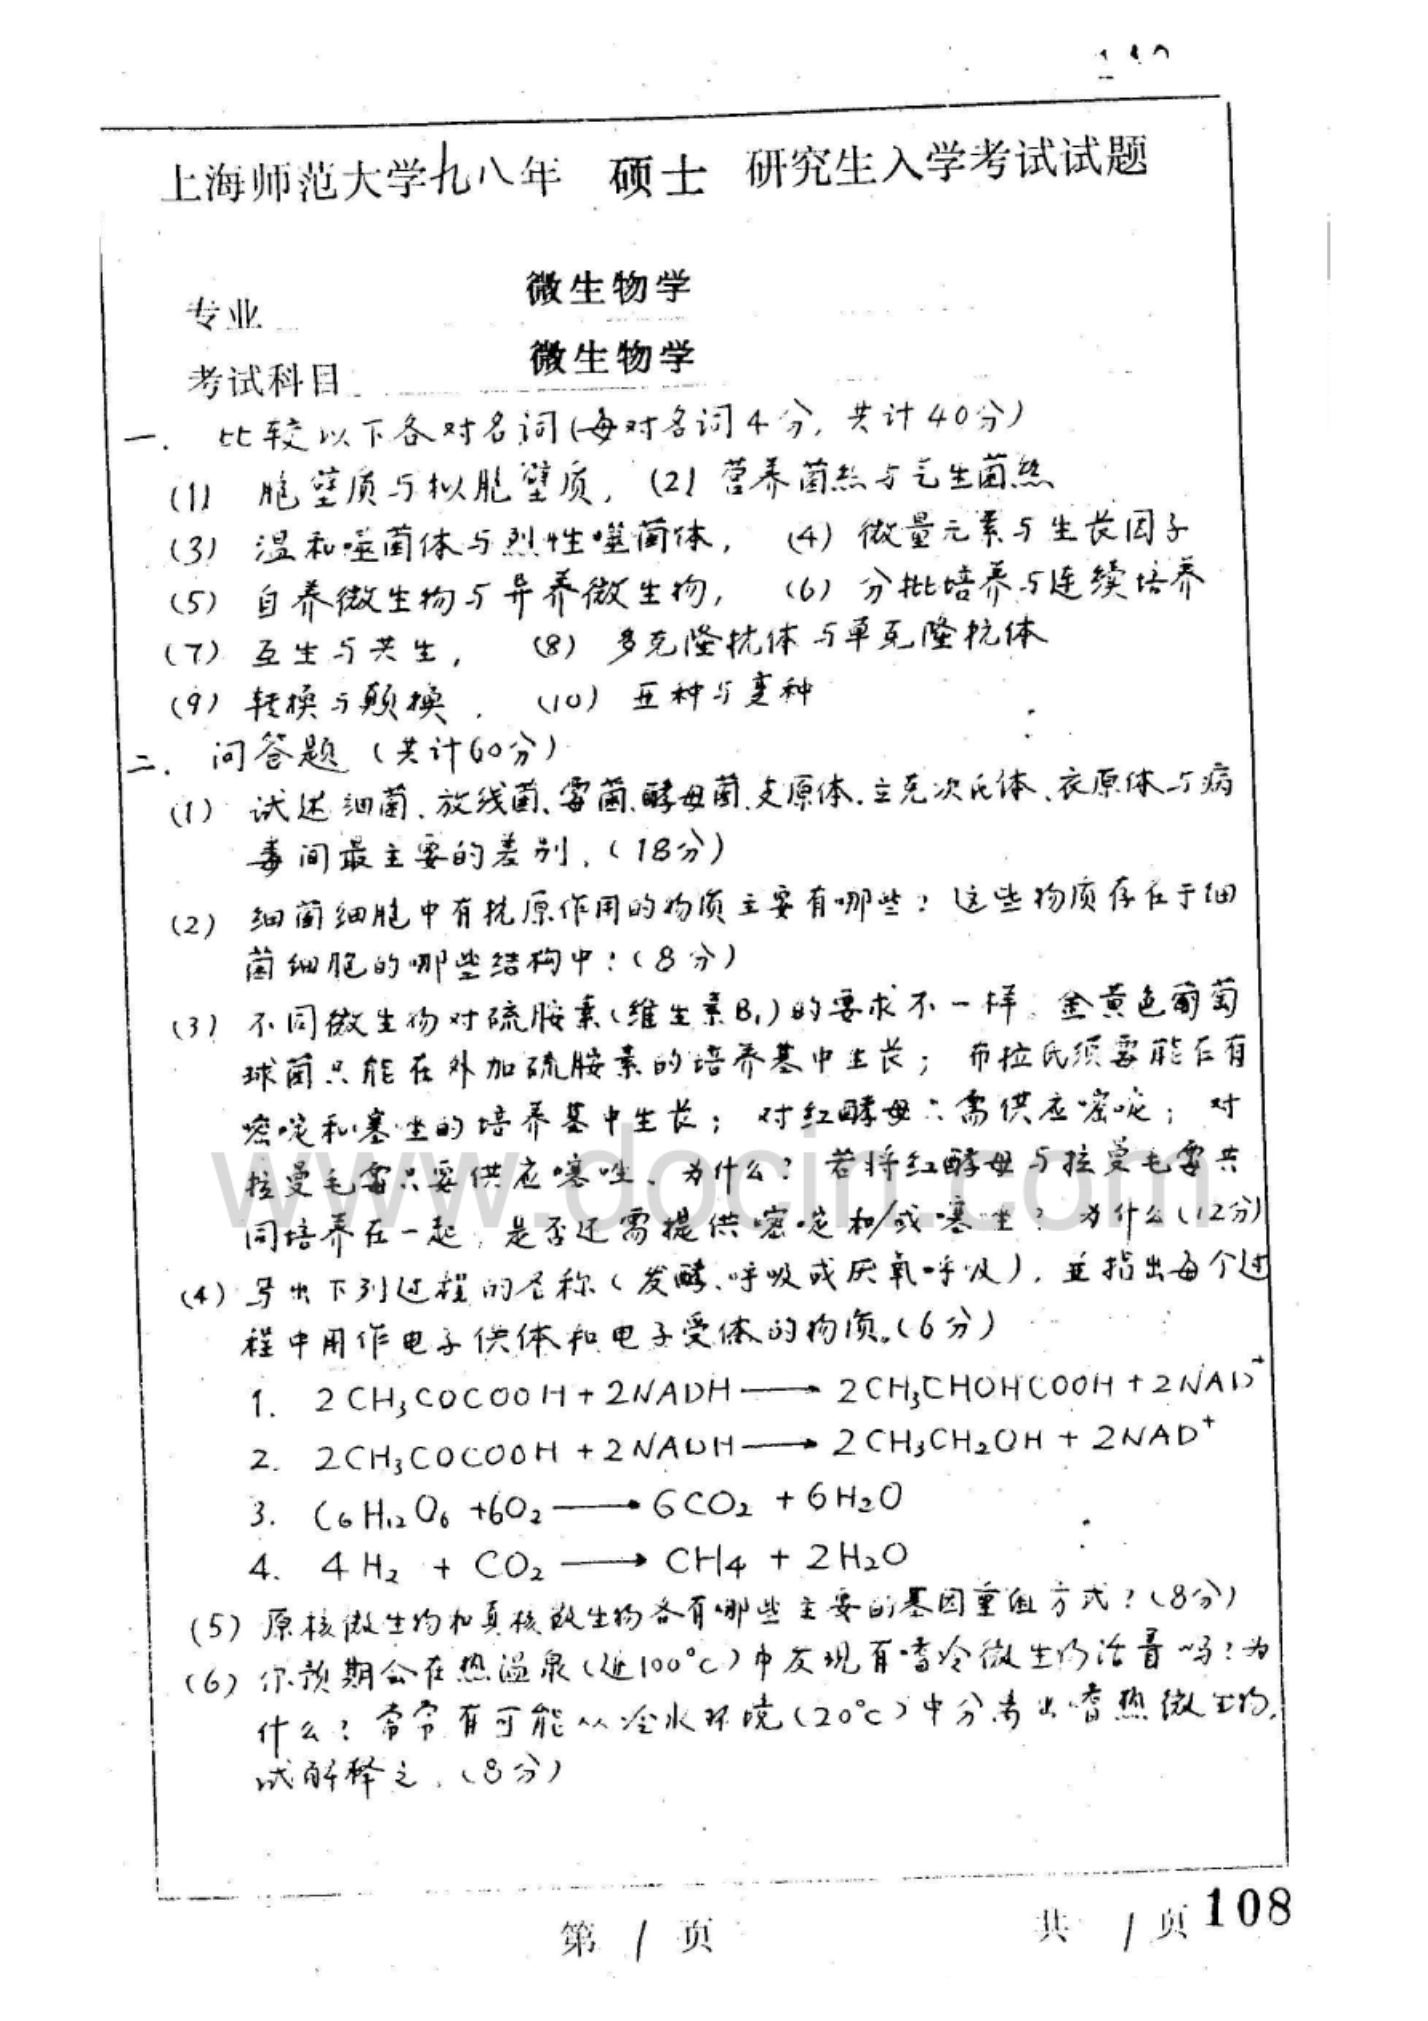 上海师范大学九八年 硕士 研究生入学考试试题
专业 微生物学
考试科目 微生物学
一. 比较以下各对名词(每对名词4分, 共计40分)
(1) 胞壁质与拟胞壁质, (2) 营养菌丝与气生菌丝
(3) 温和噬菌体与烈性噬菌体, (4) 微量元素与生长因子
(5) 自养微生物与异养微生物, (6) 分批培养与连续培养
(7) 互生与共生, (8) 多克隆抗体与单克隆抗体
(9) 转换与颠换, (10) 亚种与变种
二. 问答题 (共计60分)
(1) 试述细菌、放线菌、霉菌、酵母菌、支原体、立克次氏体、衣原体与病
毒间最主要的差别.(18分)
(2) 细菌细胞中有抗原作用的物质主要有哪些? 这些物质存在于细
菌细胞的哪些结构中?(8分)
(3) 不同微生物对硫胺素(维生素B₁)的要求不一样. 金黄色葡萄
球菌只能在外加硫胺素的培养基中生长; 布拉氏须霉能在有
嘧啶和塞唑的培养基中生长; 对红酵母只需供应嘧啶; 对
拉曼毛霉只要供应噻唑. 为什么? 若将红酵母与拉曼毛霉共
同培养在一起, 是否还需提供嘧啶和/或噻唑? 为什么(12分)
(4) 写出下列过程的名称(发酵、呼吸或厌氧呼吸), 并指出每个过
程中用作电子供体和电子受体的物质。(6分)
1. 2CH₃COCOOH + 2NADH ⟶ 2CH₃CHOHCOOH + 2NAD⁺
2. 2CH₃COCOOH + 2NADH ⟶ 2CH₃CH₂OH + 2NAD⁺
3. C₆H₁₂O₆ + 6O₂ ⟶ 6CO₂ + 6H₂O
4. 4H₂ + CO₂ ⟶ CH₄ + 2H₂O
(5) 原核微生物和真核微生物各有哪些主要的基因重组方式?(8分)
(6) 你预期会在热温泉(近100°C)中发现有嗜冷微生物活着吗? 为
什么? 常常有可能从冷水环境(20°C)中分离出嗜热微生物,
试解释之.(8分)
www.docin.com
第 1 页 共 1 页 108